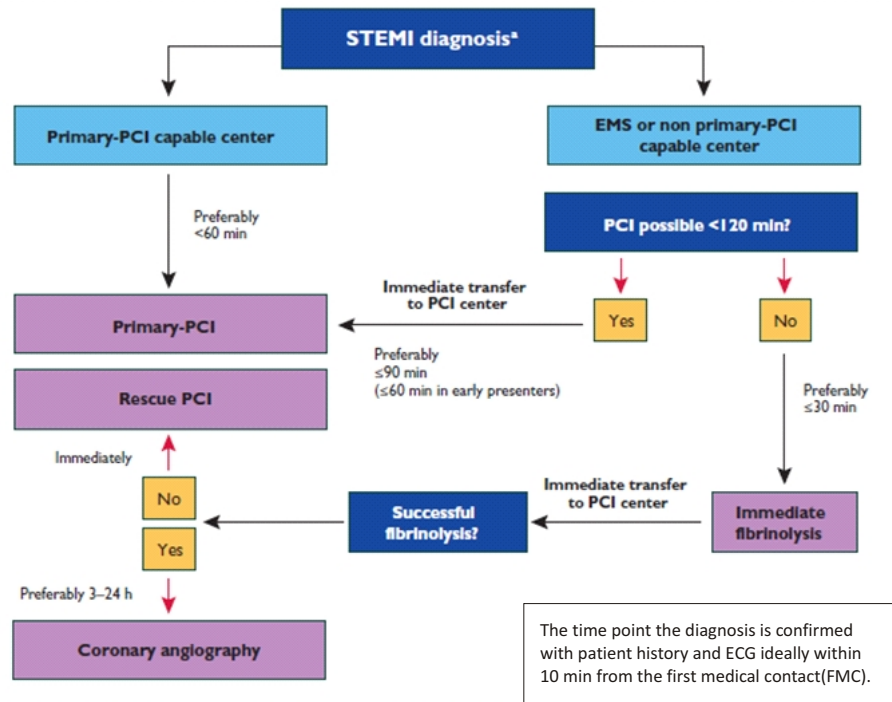 STEMI diagnosisª
Primary-PCI capable center
EMS or non primary-PCI
capable center
Preferably
<60 min
PCI possible <120 min?
Immediate transfer
to PCI center
Yes
No
Primary-PCI
Preferably
≤90 min
(≤60 min in early presenters)
Preferably
≤30 min
Rescue PCI
Immediately
No
Yes
Successful
fibrinolysis?
Immediate transfer
to PCI center
Immediate
fibrinolysis
Preferably 3–24 h
Coronary angiography
The time point the diagnosis is confirmed
with patient history and ECG ideally within
10 min from the first medical contact(FMC).